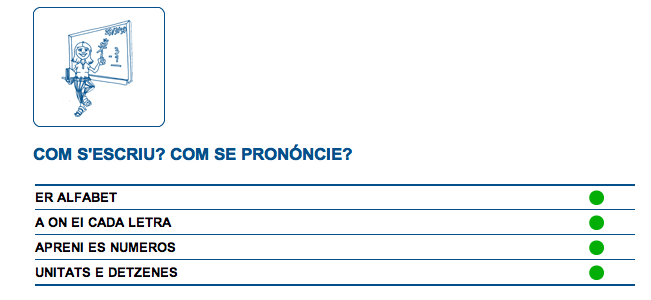 COM S'ESCRIU? COM SE PRONÓNCIE?
ER ALFABET
A ON EI CADA LETRA
APRENI ES NUMEROS
UNITATS E DETZENES